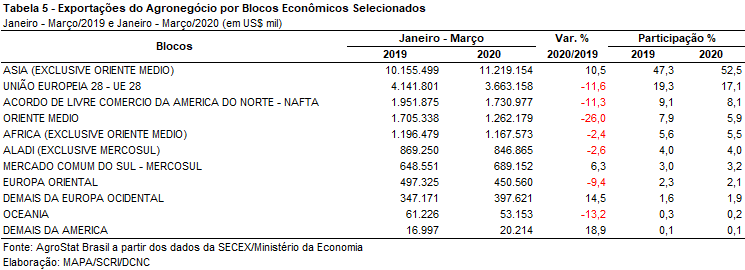 Tabela 5 - Exportações do Agronegócio por Blocos Econômicos Selecionados
Janeiro - Março/2019 e Janeiro - Março/2020 (em US$ mil)
Blocos Janeiro - Março Var. % Participação %
2019 2020 2020/2019 2019 2020
ASIA (EXCLUSIVE ORIENTE MEDIO) 10.155.499 11.219.154 10,5 47,3 52,5
UNIÃO EUROPEIA 28 - UE 28 4.141.801 3.663.158 -11,6 19,3 17,1
ACORDO DE LIVRE COMERCIO DA AMERICA DO NORTE - NAFTA 1.951.875 1.730.977 -11,3 9,1 8,1
ORIENTE MEDIO 1.705.338 1.262.179 -26,0 7,9 5,9
AFRICA (EXCLUSIVE ORIENTE MEDIO) 1.196.479 1.167.573 -2,4 5,6 5,5
ALADI (EXCLUSIVE MERCOSUL) 869.250 846.865 -2,6 4,0 4,0
MERCADO COMUM DO SUL - MERCOSUL 648.551 689.152 6,3 3,0 3,2
EUROPA ORIENTAL 497.325 450.560 -9,4 2,3 2,1
DEMAIS DA EUROPA OCIDENTAL 347.171 397.621 14,5 1,6 1,9
OCEANIA 61.226 53.153 -13,2 0,3 0,2
DEMAIS DA AMERICA 16.997 20.214 18,9 0,1 0,1
Fonte: AgroStat Brasil a partir dos dados da SECEX/Ministério da Economia
Elaboração: MAPA/SCRI/DCNC